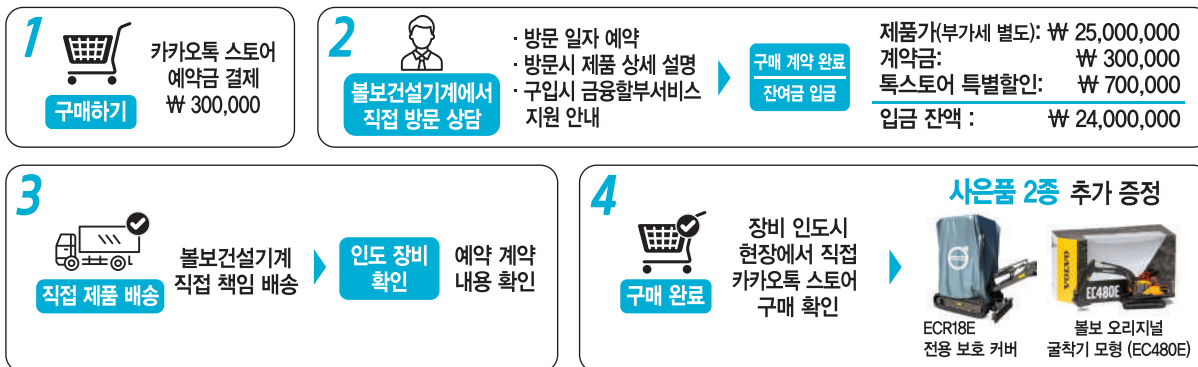 1
카카오톡 스토어
예약금 결제
₩ 300,000
구매하기
2
볼보건설기계에서
직접 방문 상담
· 방문 일자 예약
· 방문시 제품 상세 설명
· 구입시 금융할부서비스
지원 안내
구매 계약 완료
잔여금 입금
제품가(부가세 별도): ₩ 25,000,000
계약금: ₩ 300,000
톡스토어 특별할인: ₩ 700,000
입금 잔액 : ₩ 24,000,000
3
직접 제품 배송
볼보건설기계
직접 책임 배송
인도 장비
확인
예약 계약
내용 확인
4
구매 완료
장비 인도시
현장에서 직접
카카오톡 스토어
구매 확인
사은품 2종 추가 증정
ECR18E
전용 보호 커버
VOLVO
EC480E
볼보 오리지널
굴착기 모형 (EC480E)